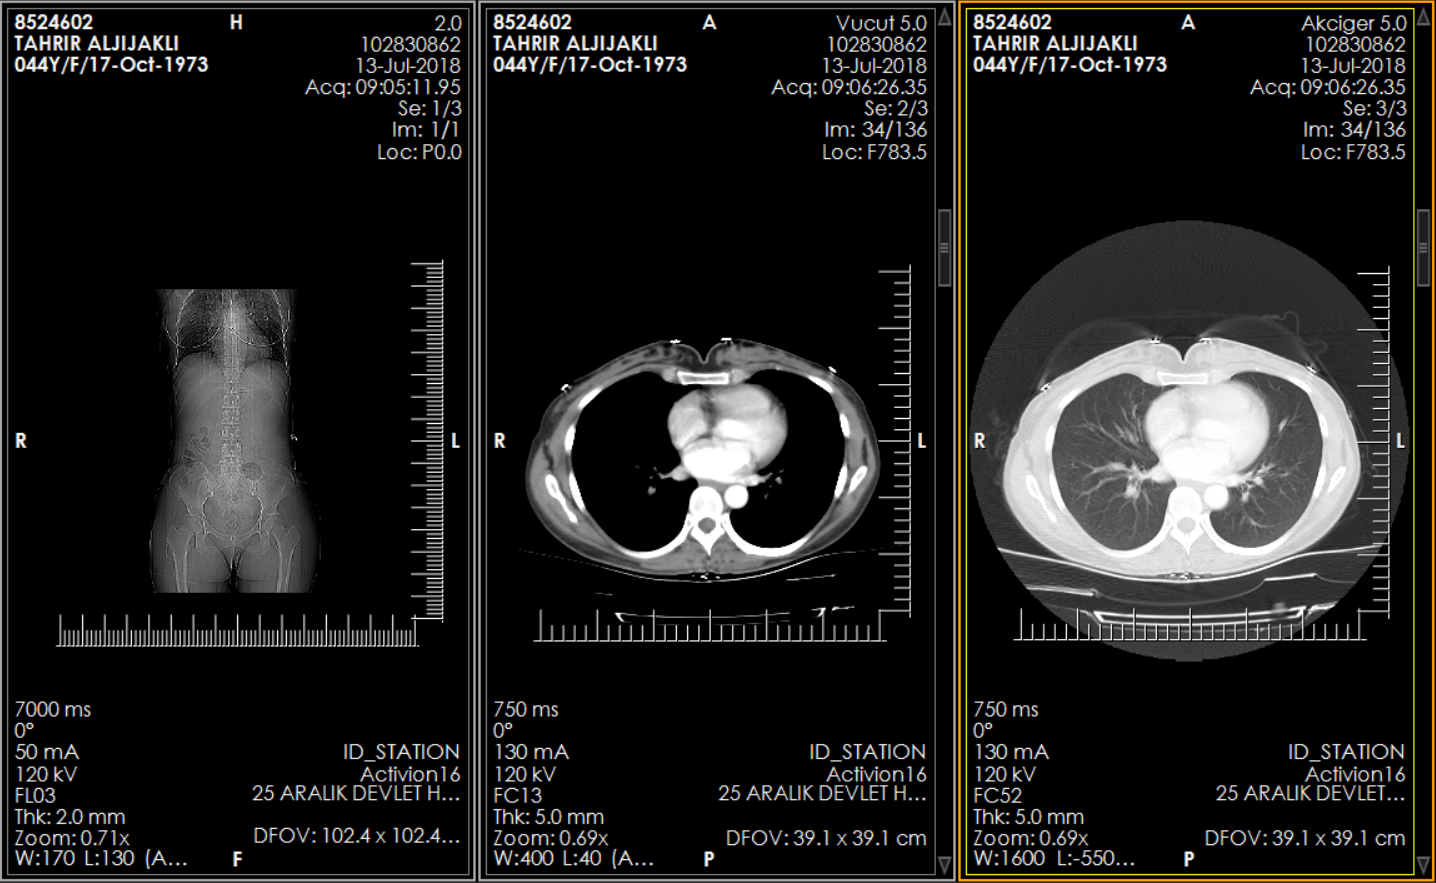 8524602
H
2.0
TAHRIR ALJIJAKLI
102830862
044Y/F/17-Oct-1973
13-Jul-2018
Acq: 09:05:11.95
Se: 1/3
Im: 1/1
Loc: P0.0
R
L
7000 ms
0°
50 mA
ID_STATION
120 kV
Activion16
FL03
25 ARALIK DEVLET H...
Thk: 2.0 mm
Zoom: 0.71x
DFOV: 102.4 x 102.4...
W:170 L:130 (A...
F
8524602
A
Vucut 5.0
TAHRIR ALJIJAKLI
102830862
044Y/F/17-Oct-1973
13-Jul-2018
Acq: 09:06:26.35
Se: 2/3
Im: 34/136
Loc: F783.5
R
L
750 ms
0°
130 mA
ID_STATION
120 kV
Activion16
FC13
25 ARALIK DEVLET H...
Thk: 5.0 mm
Zoom: 0.69x
DFOV: 39.1 x 39.1 cm
W:400 L:40 (A...
P
8524602
A
Akciger 5.0
TAHRIR ALJIJAKLI
102830862
044Y/F/17-Oct-1973
13-Jul-2018
Acq: 09:06:26.35
Se: 3/3
Im: 34/136
Loc: F783.5
R
L
750 ms
0°
130 mA
ID_STATION
120 kV
Activion16
FC52
25 ARALIK DEVLET...
Thk: 5.0 mm
Zoom: 0.69x
DFOV: 39.1 x 39.1 cm
W:1600 L:-550...
P